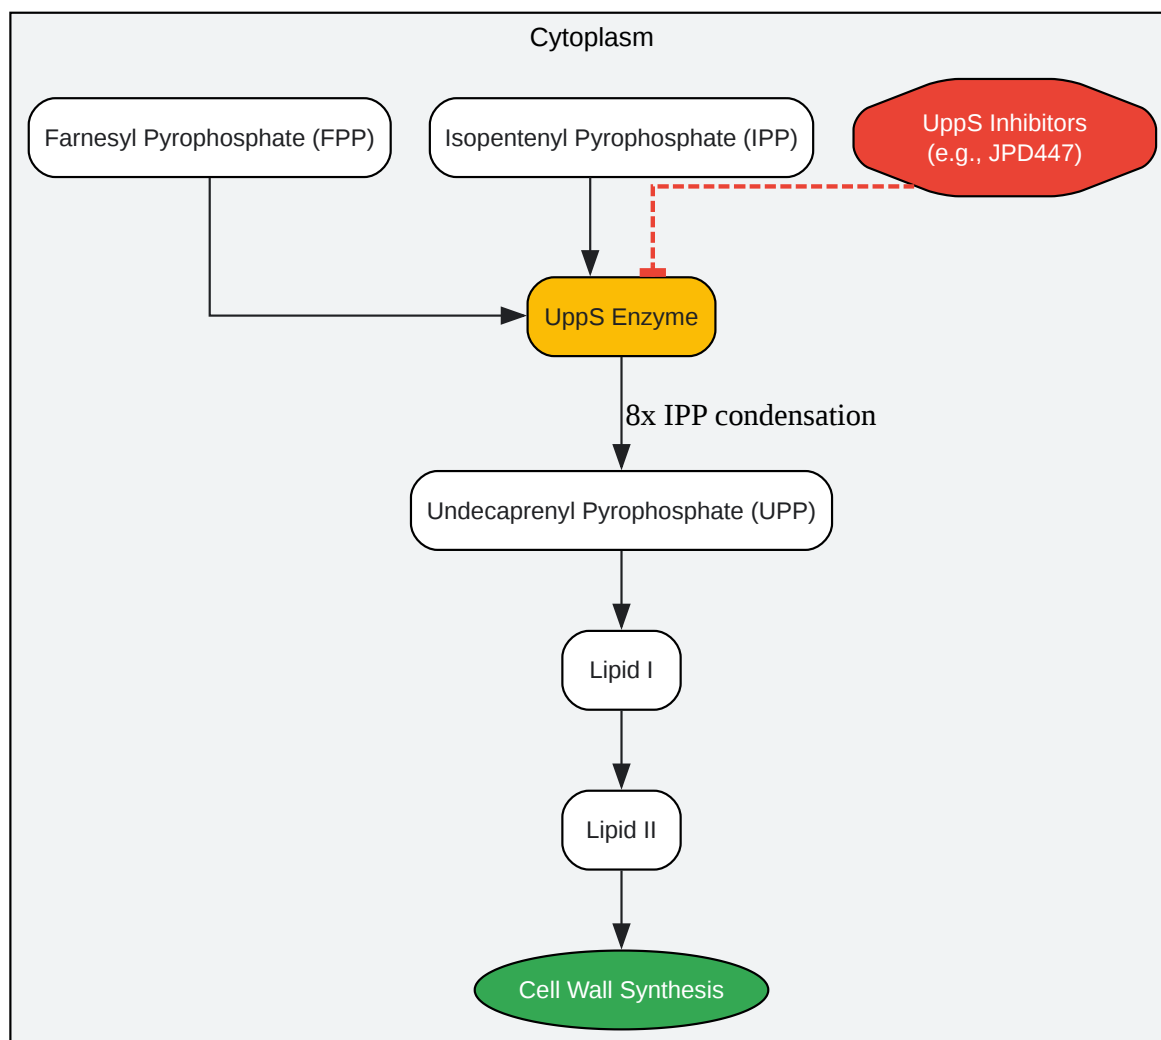 Cytoplasm
Farnesyl Pyrophosphate (FPP)
Isopentenyl Pyrophosphate (IPP)
UppS Inhibitors
(e.g., JPD447)
UppS Enzyme
8x IPP condensation
Undecaprenyl Pyrophosphate (UPP)
Lipid I
Lipid II
Cell Wall Synthesis